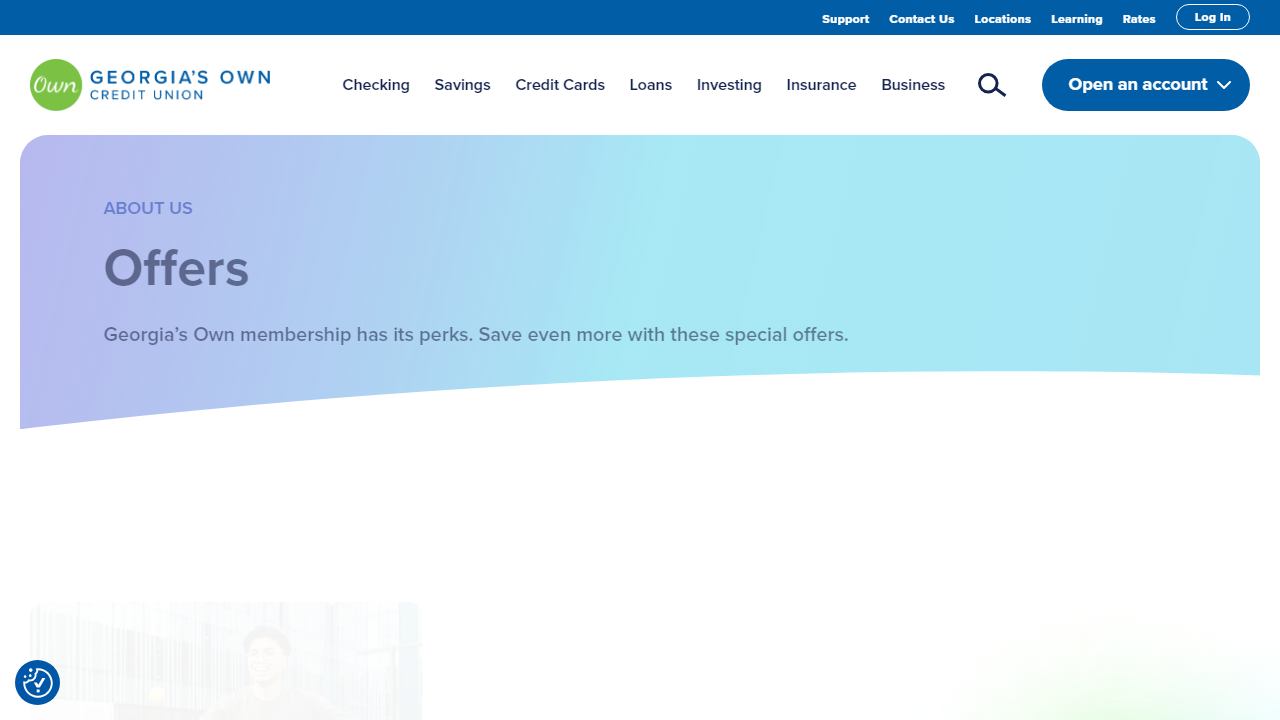 Support Contact Us Locations Learning Rates Log In
Own GEORGIA'S OWN
CREDIT UNION
Checking Savings Credit Cards Loans Investing Insurance Business Open an account
ABOUT US
Offers
Georgia’s Own membership has its perks. Save even more with these special offers.